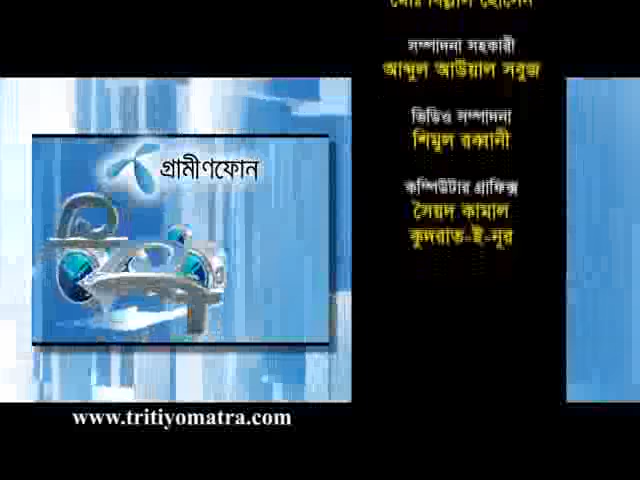 সম্পাদনা সহকারী
আব্দুল আউয়াল সবুজ
ভিডিও সম্পাদনা
শিমুল রব্বানী
কম্পিউটার গ্রাফিক্স
সৈয়দ কামাল
কুদরাত-ই-নূর
গ্রামীণফোন
www.tritiyomatra.com